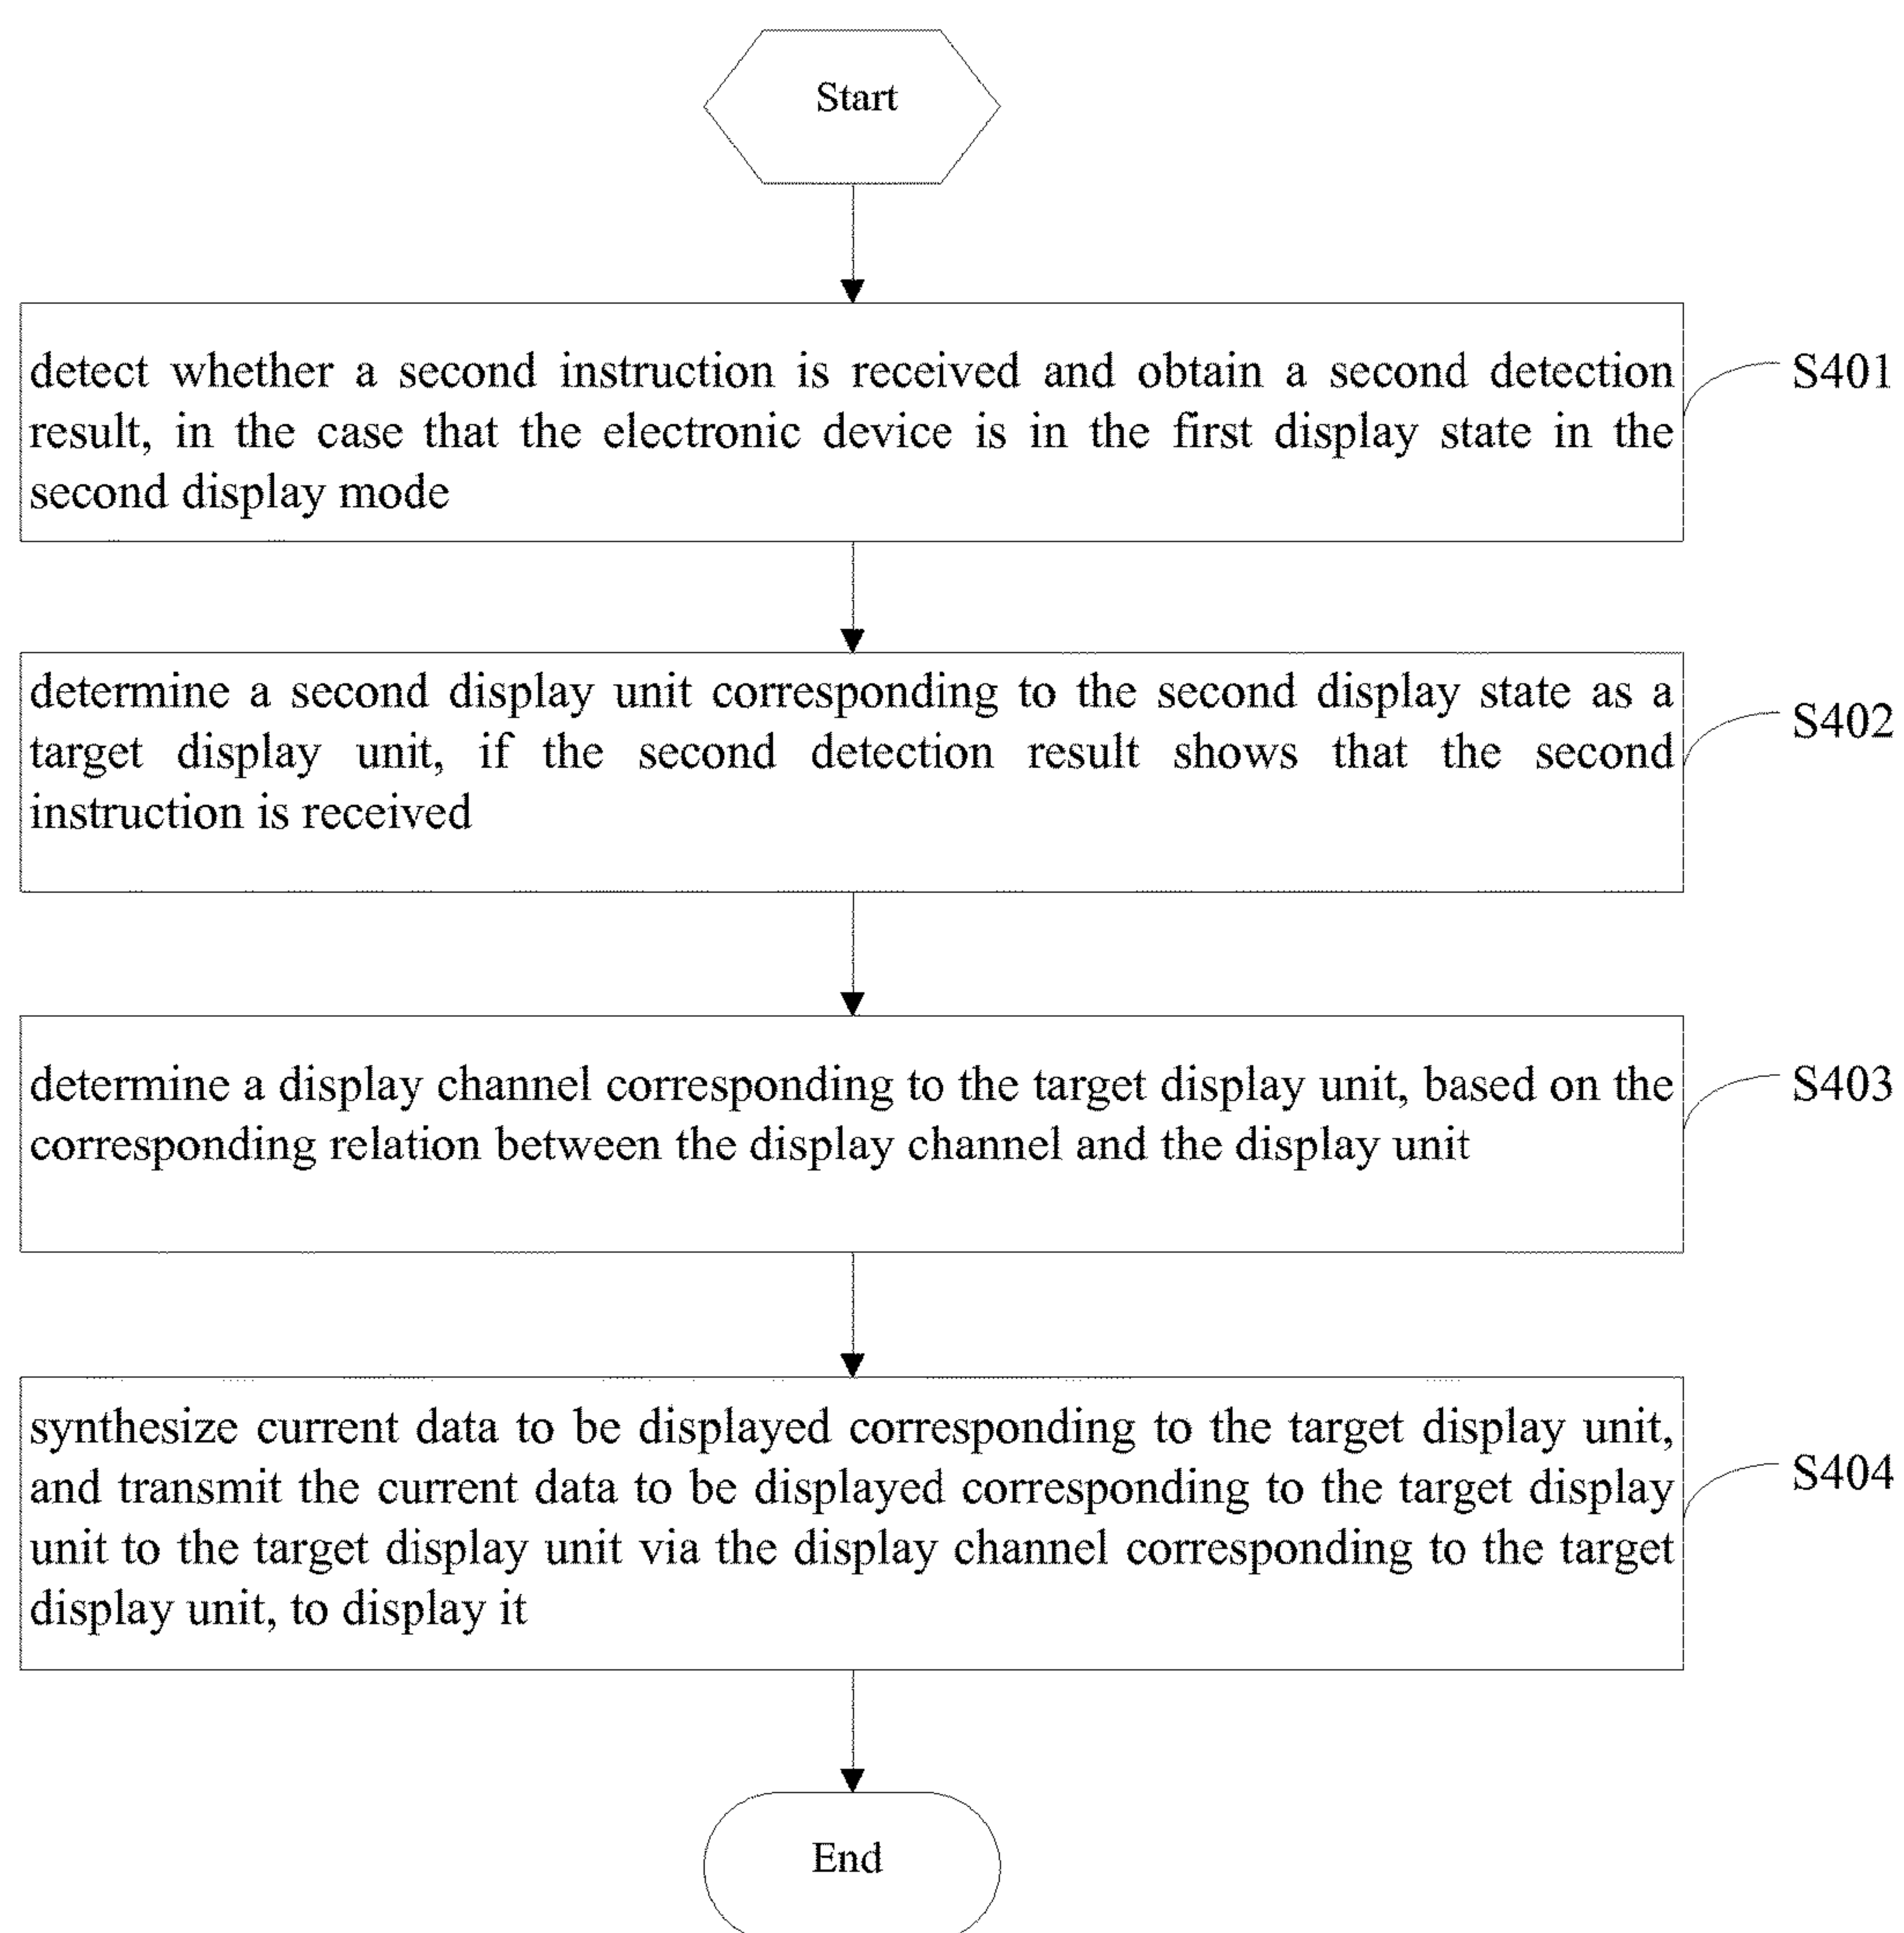 Start
detect whether a second instruction is received and obtain a second detection
result, in the case that the electronic device is in the first display state in the
second display mode
S401
determine a second display unit corresponding to the second display state as a
target display unit, if the second detection result shows that the second
instruction is received
S402
determine a display channel corresponding to the target display unit, based on the
corresponding relation between the display channel and the display unit
S403
synthesize current data to be displayed corresponding to the target display unit,
and transmit the current data to be displayed corresponding to the target display
unit to the target display unit via the display channel corresponding to the target
display unit, to display it
S404
End